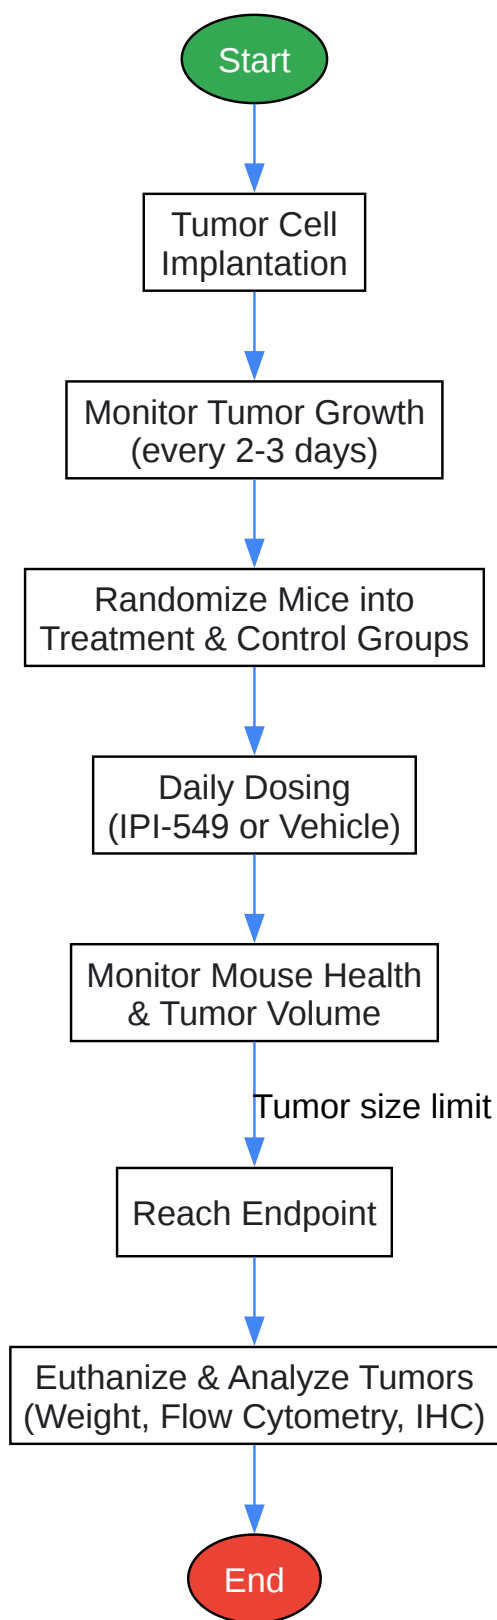 Start
Tumor Cell
Implantation
Monitor Tumor Growth
(every 2-3 days)
Randomize Mice into
Treatment & Control Groups
Daily Dosing
(IPI-549 or Vehicle)
Monitor Mouse Health
& Tumor Volume
Tumor size limit
Reach Endpoint
Euthanize & Analyze Tumors
(Weight, Flow Cytometry, IHC)
End